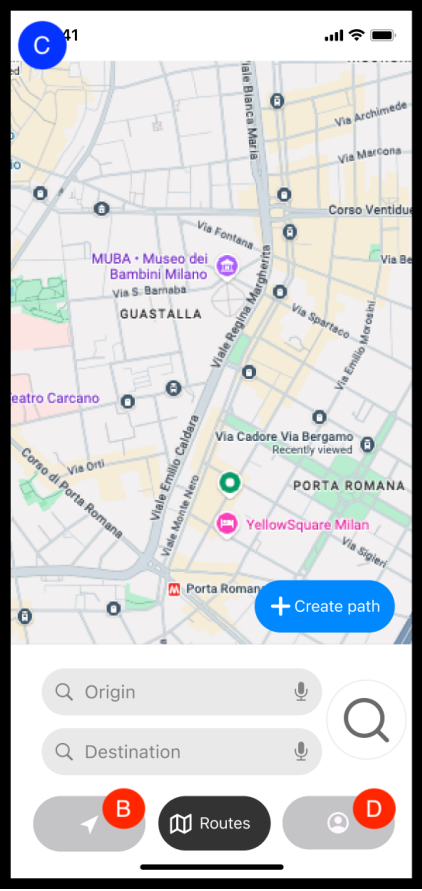 C
41
Via Archimede
Viale Bianca Maria
Via Marcona
Corso Ventidue
Via Fontana
MUBA • Museo dei
Bambini Milano
Via Be
Via S. Barnaba
GUASTALLA
Viale Regina Margherita
Via Spartaco
Via Emilio Morosini
eatro Carcano
Via Cadore Via Bergamo
Recently viewed
Corso di Porta Romana
Via Orti
Viale Emilio Caldara
Viale Monte Nero
PORTA ROMANA
YellowSquare Milan
Via Sigieri
M
Porta Roman
Create path
Origin
Destination
B
Routes
D